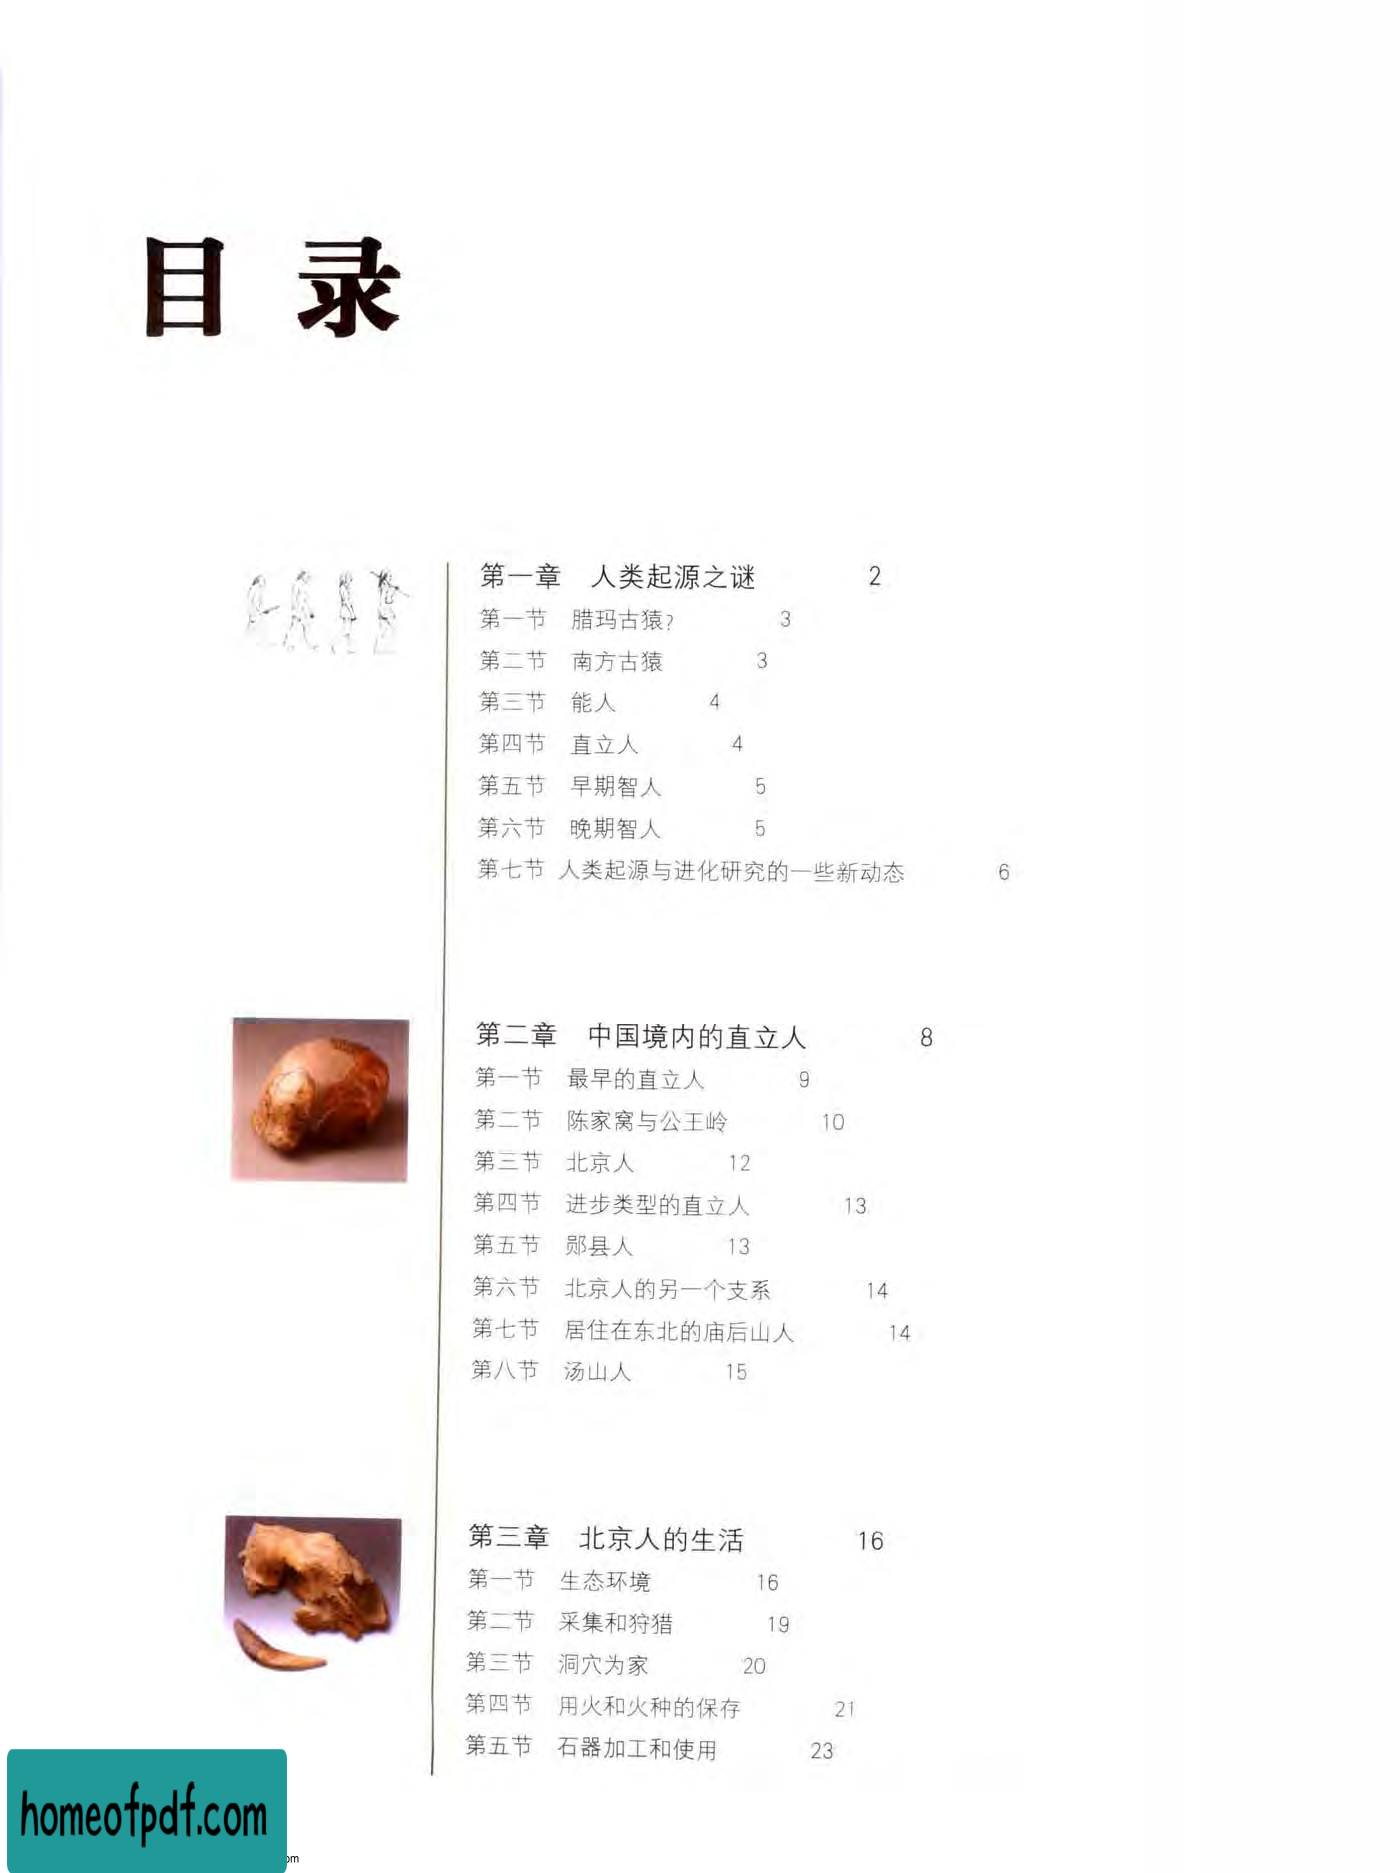 目 录
第一章 人类起源之谜 2
第一节 腊玛古猿? 3
第二节 南方古猿 3
第三节 能人 4
第四节 直立人 4
第五节 早期智人 5
第六节 晚期智人 5
第七节 人类起源与进化研究的一些新动态 6
第二章 中国境内的直立人 8
第一节 最早的直立人 9
第二节 陈家窝与公王岭 10
第三节 北京人 12
第四节 进步类型的直立人 13
第五节 郧县人 13
第六节 北京人的另一个支系 14
第七节 居住在东北的庙后山人 14
第八节 汤山人 15
第三章 北京人的生活 16
第一节 生态环境 16
第二节 采集和狩猎 19
第三节 洞穴为家 20
第四节 用火和火种的保存 21
第五节 石器加工和使用 23
homeofpdf.com
om